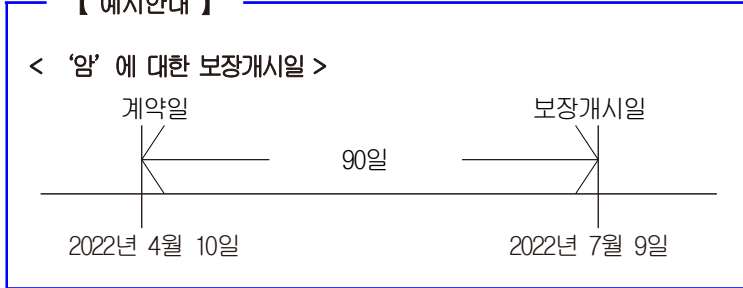 【 예시안내 】
< ‘암’ 에 대한 보장개시일 >
계약일 보장개시일
90일
2022년 4월 10일 2022년 7월 9일